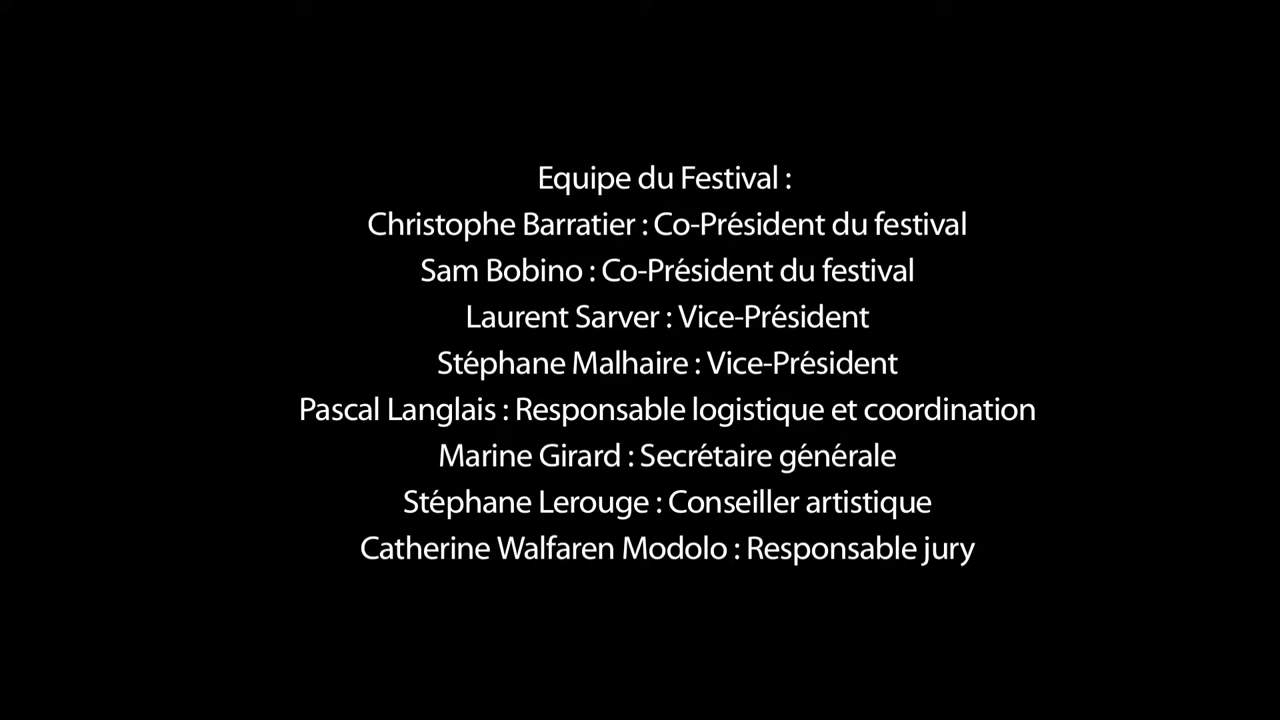 Equipe du Festival :
Christophe Barratier : Co-Président du festival
Sam Bobino : Co-Président du festival
Laurent Sarver : Vice-Président
Stéphane Malhaire : Vice-Président
Pascal Langlais : Responsable logistique et coordination
Marine Girard : Secrétaire générale
Stéphane Lerouge : Conseiller artistique
Catherine Walfaren Modolo : Responsable jury